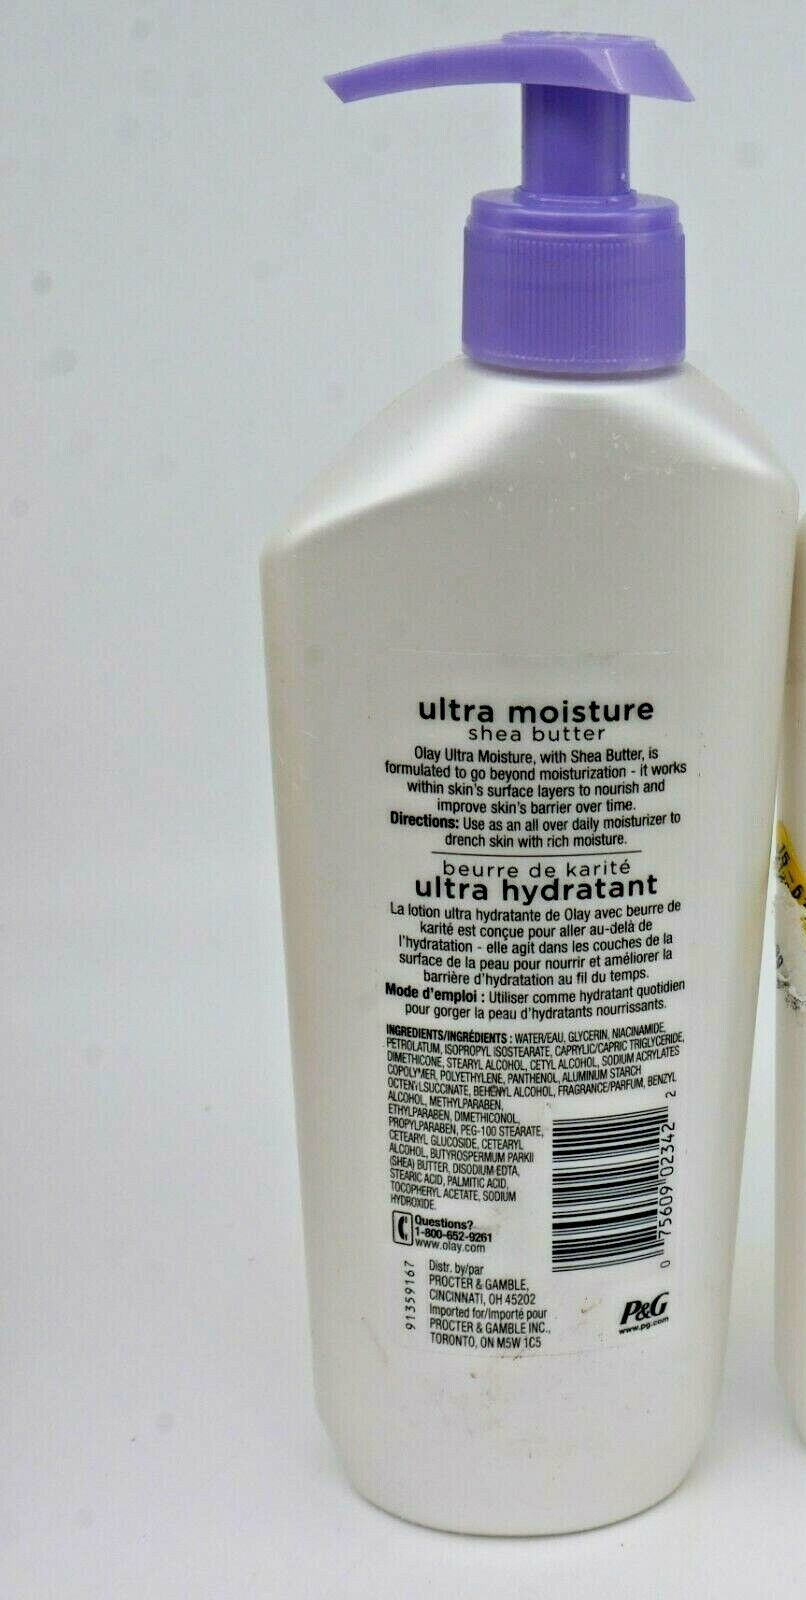 ultra moisture
shea butter
Olay Ultra Moisture, with Shea Butter, is
formulated to go beyond moisturization - it works
within skin's surface layers to nourish and
improve skin's barrier over time.
Directions: Use as an all over daily moisturizer to
drench skin with rich moisture.
beurre de karité
ultra hydratant
La lotion ultra hydratante de Olay avec beurre de
karité est conçue pour aller au-delà de
l'hydratation - elle agit dans les couches de la
surface de la peau pour nourrir et améliorer la
barrière d'hydratation au fil du temps.
Mode d'emploi : Utiliser comme hydratant quotidien
pour gorger la peau d'hydratants nourrissants.
INGREDIENTS/INGRÉDIENTS : WATER/EAU, GLYCERIN, NIACINAMIDE,
PETROLATUM, ISOPROPYL ISOSTEARATE, CAPRYLIC/CAPRIC TRIGLYCERIDE,
DIMETHICONE, STEARYL ALCOHOL, CETYL ALCOHOL, SODIUM ACRYLATES
COPOLYMER, POLYETHYLENE, PANTHENOL, ALUMINUM STARCH
OCTENYLSUCCINATE, BEHENYL ALCOHOL, FRAGRANCE/PARFUM, BENZYL
ALCOHOL, METHYLPARABEN,
ETHYLPARABEN, DIMETHICONOL,
PROPYLPARABEN, PEG-100 STEARATE,
CETEARYL GLUCOSIDE, CETEARYL
ALCOHOL, BUTYROSPERMUM PARKII
(SHEA) BUTTER, DISODIUM EDTA,
STEARIC ACID, PALMITIC ACID,
TOCOPHERYL ACETATE, SODIUM
HYDROXIDE.
0 75609 02342 2
Questions?
1-800-652-9261
www.olay.com
91359167
Distr. by/par
PROCTER & GAMBLE,
CINCINNATI, OH 45202
Imported for/Importé pour
PROCTER & GAMBLE INC.,
TORONTO, ON M5W 1C5
P&G
www.pg.com